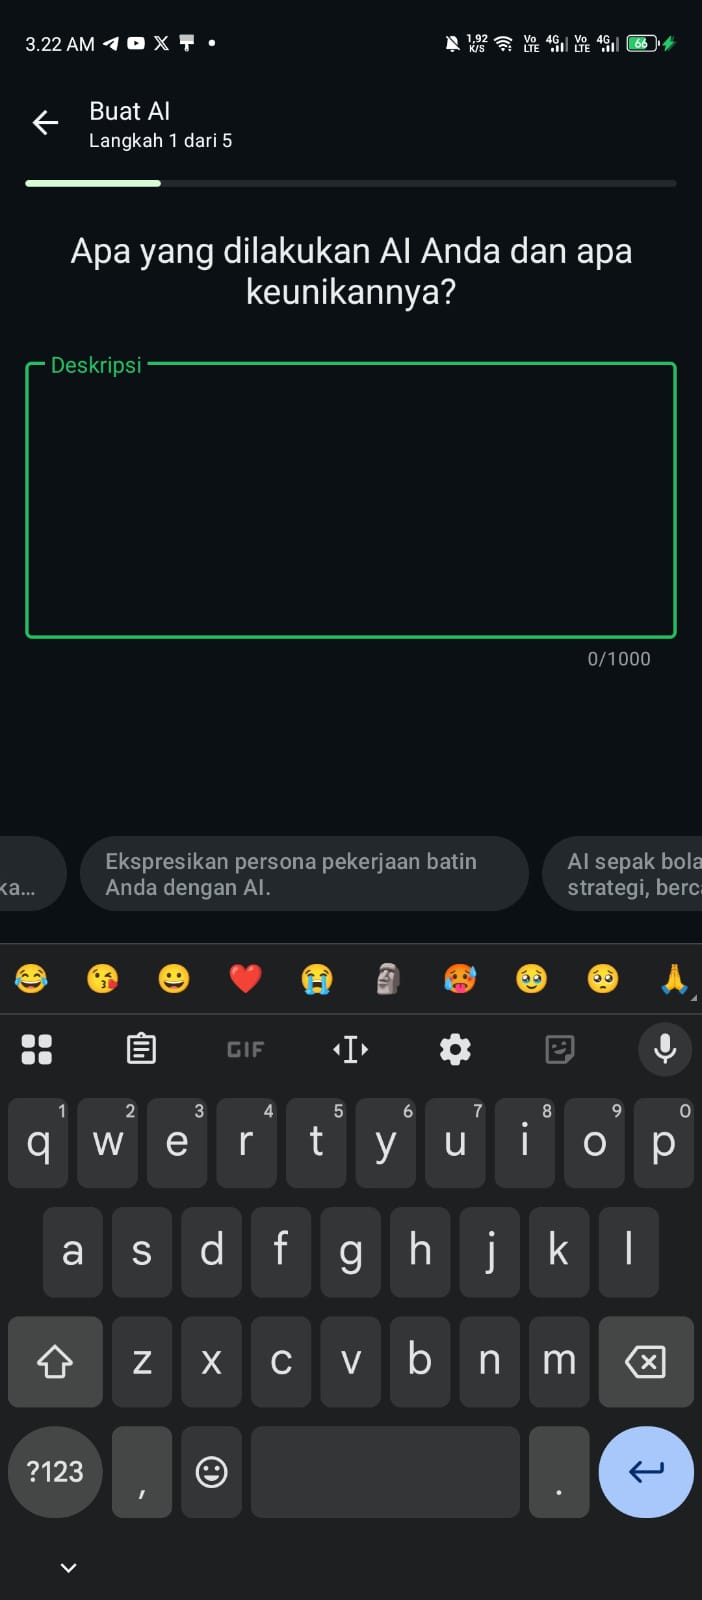 3.22 AM
1,92 K/S
Vo LTE
4G
Vo LTE
4G
66
Buat AI
Langkah 1 dari 5
Apa yang dilakukan AI Anda dan apa
keunikannya?
Deskripsi
0/1000
ka...
Ekspresikan persona pekerjaan batin
Anda dengan AI.
AI sepak bola
strategi, berca
GIF
1 2 3 4 5 6 7 8 9 0
q w e r t y u i o p
a s d f g h j k l
z x c v b n m
?123 , .